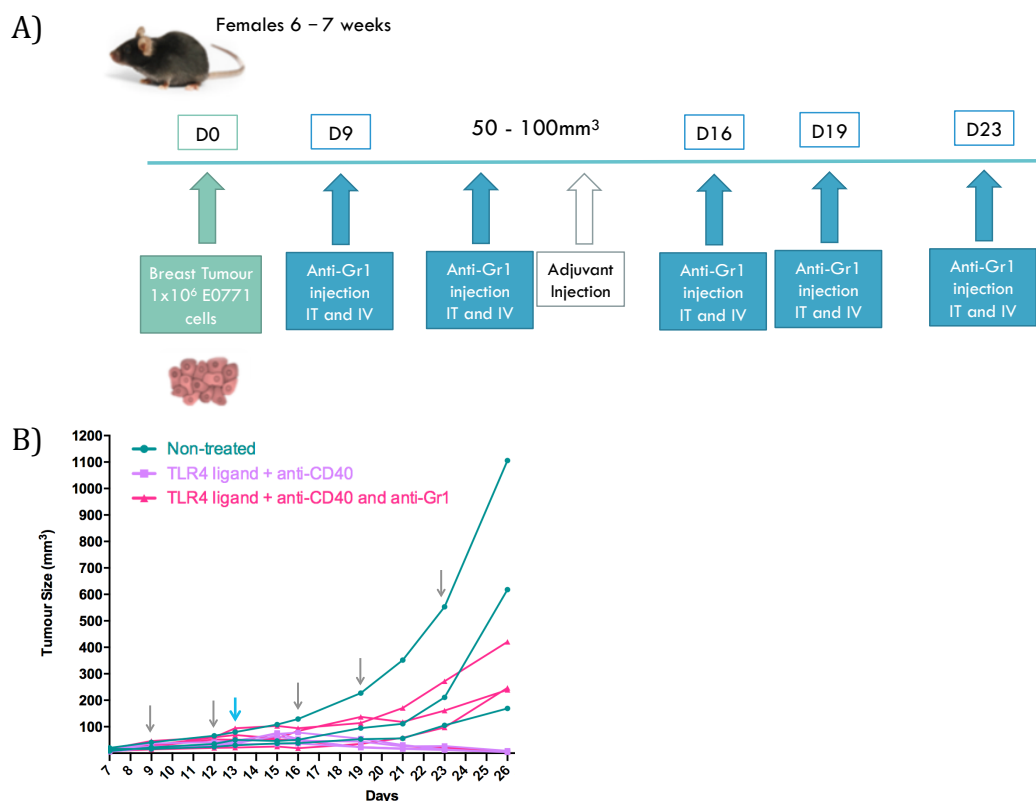 A)
Females 6 – 7 weeks
D0
D9
50 - 100mm³
D16
D19
D23
Breast Tumour
1x10⁶ E0771
cells
Anti-Gr1
injection
IT and IV
Anti-Gr1
injection
IT and IV
Adjuvant
Injection
Anti-Gr1
injection
IT and IV
Anti-Gr1
injection
IT and IV
Anti-Gr1
injection
IT and IV
B)
Non-treated
TLR4 ligand + anti-CD40
TLR4 ligand + anti-CD40 and anti-Gr1
Tumour Size (mm³)
1200
1100
1000
900
800
700
600
500
400
300
200
100
7 8 9 10 11 12 13 14 15 16 17 18 19 20 21 22 23 24 25 26
Days